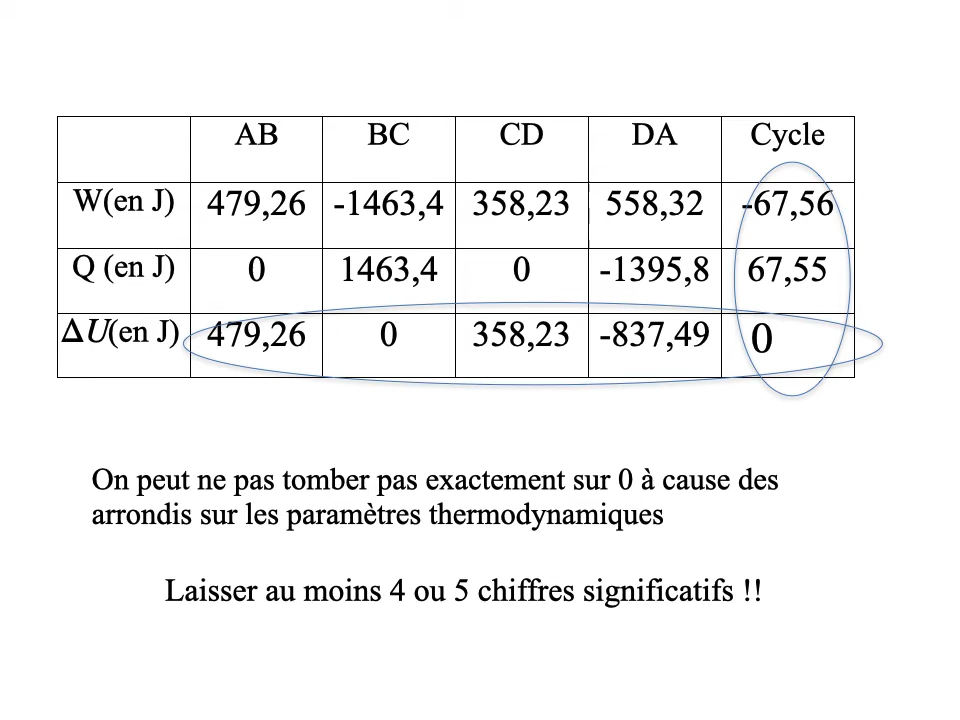 AB BC CD DA Cycle
W(en J) 479,26 -1463,4 358,23 558,32 -67,56
Q (en J) 0 1463,4 0 -1395,8 67,55
ΔU(en J) 479,26 0 358,23 -837,49 0
On peut ne pas tomber pas exactement sur 0 à cause des
arrondis sur les paramètres thermodynamiques
Laisser au moins 4 ou 5 chiffres significatifs !!